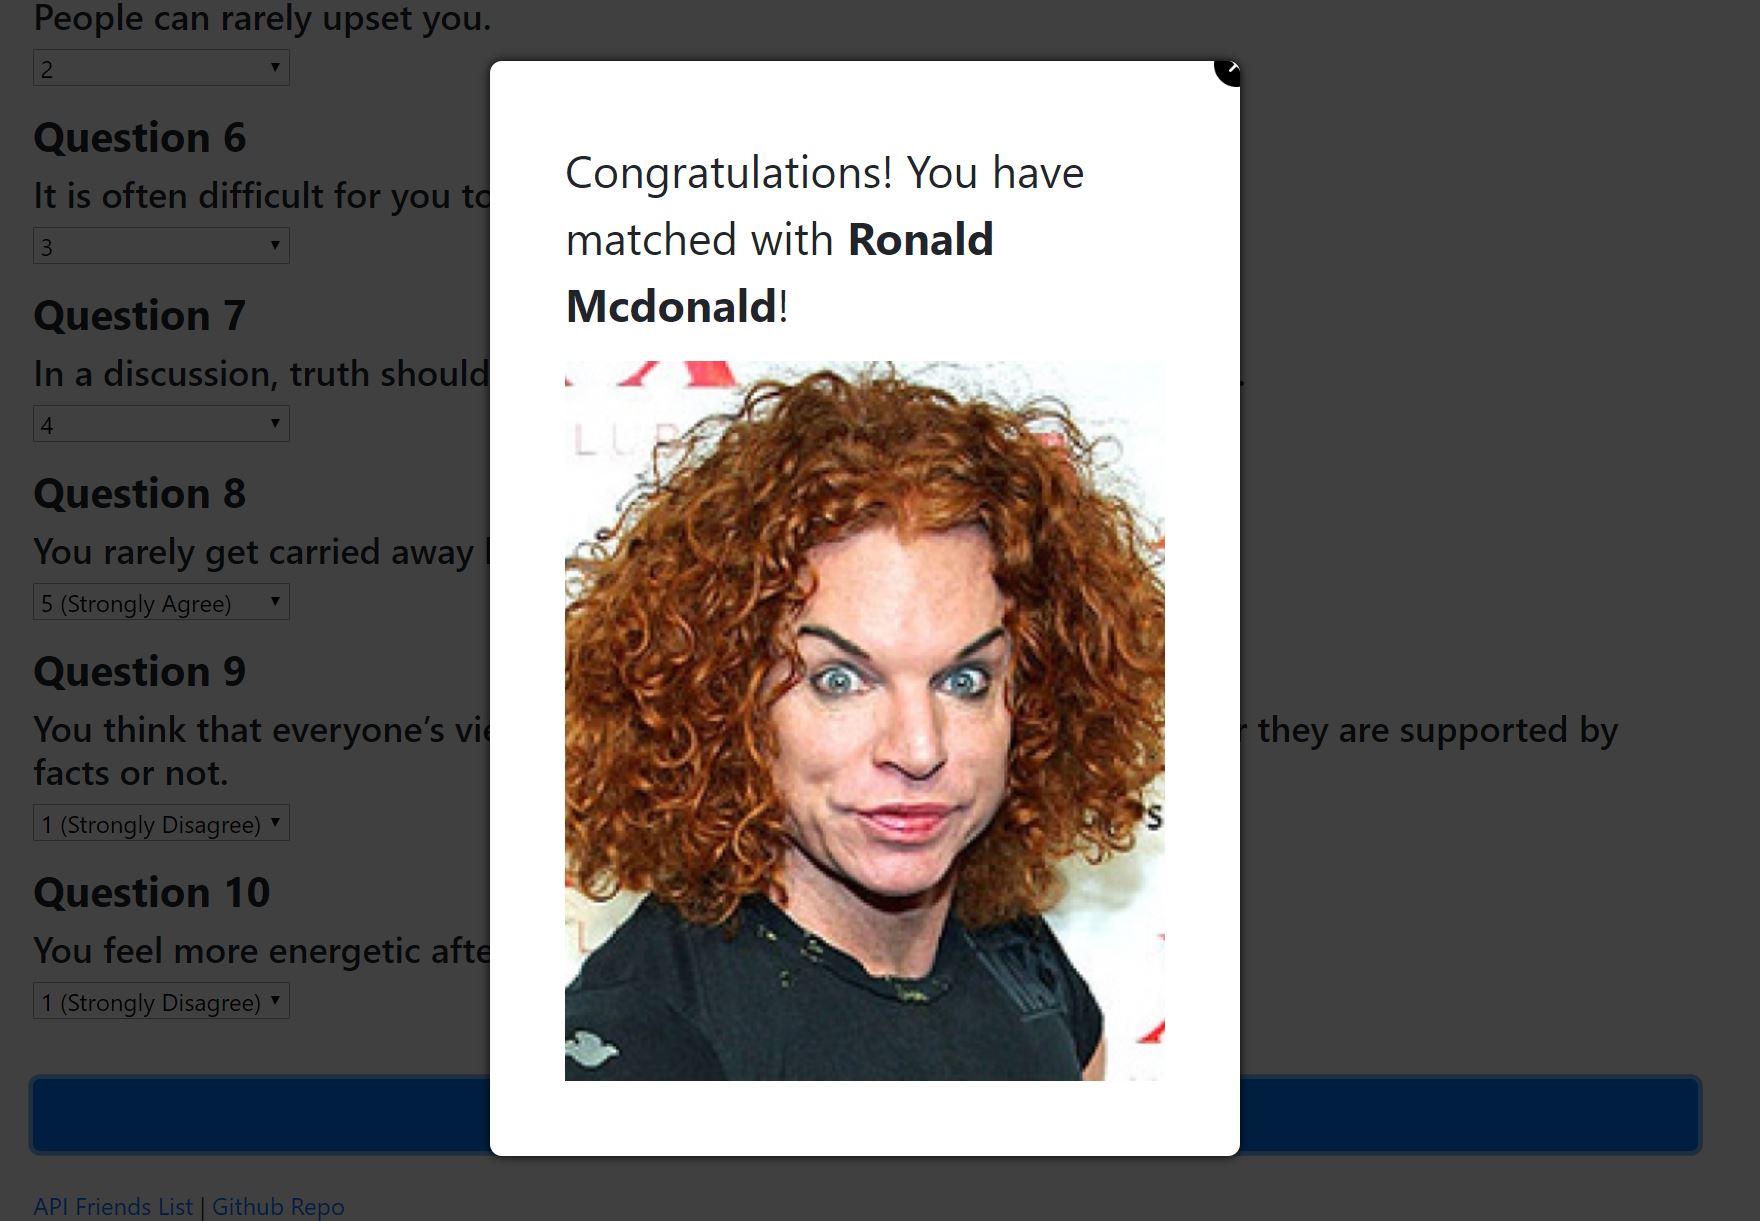 People can rarely upset you.
2
Question 6
It is often difficult for you to
3
Question 7
In a discussion, truth should
4
Question 8
You rarely get carried away
5 (Strongly Agree)
Question 9
You think that everyone’s
they are supported by
facts or not.
1 (Strongly Disagree)
Question 10
You feel more energetic
1 (Strongly Disagree)
API Friends List | Github Repo
Congratulations! You have
matched with Ronald
Mcdonald!
LUB